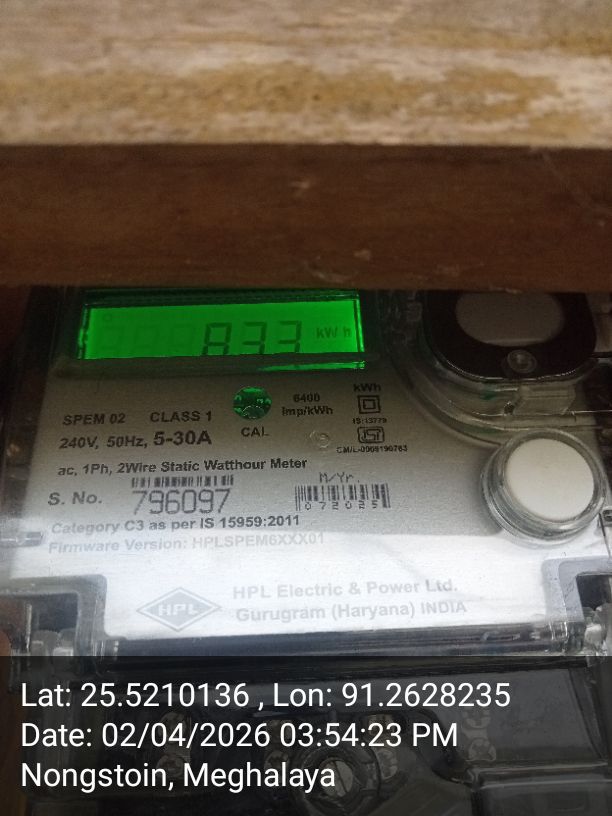 833 kWh
6400
imp/kWh
kWh
IS:13779
SPEM 02 CLASS 1
240V, 50Hz, 5-30A
CAL
ac, 1Ph, 2Wire Static Watthour Meter
M/Yr.
S. No. 796097
072025
Category C3 as per IS 15959:2011
Firmware Version: HPLSPEM6XXX01
HPL
HPL Electric & Power Ltd.
Gurugram (Haryana) INDIA
Lat: 25.5210136 , Lon: 91.2628235
Date: 02/04/2026 03:54:23 PM
Nongstoin, Meghalaya